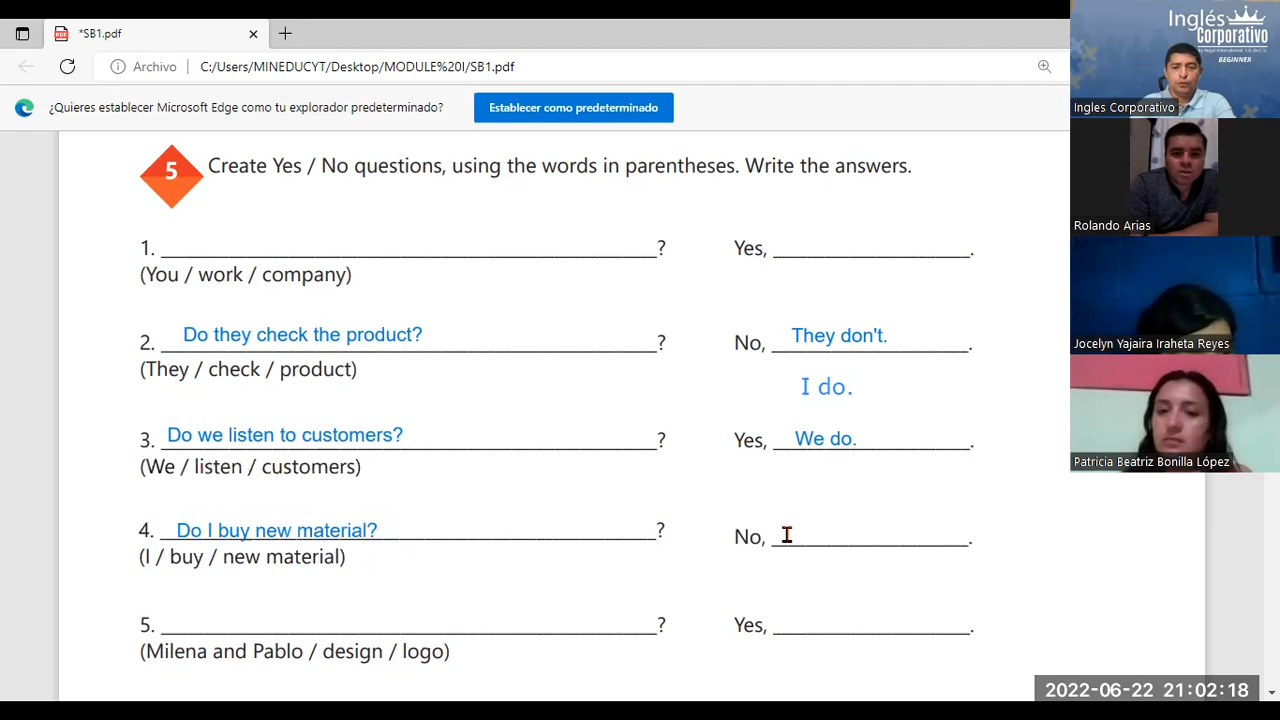 *SB1.pdf
Archivo
C:/Users/MINEDUCYT/Desktop/MODULE%20I/SB1.pdf
¿Quieres establecer Microsoft Edge como tu explorador predeterminado?
Establecer como predeterminado
5 Create Yes / No questions, using the words in parentheses. Write the answers.
1. ? Yes, .
(You / work / company)
2. Do they check the product? ? No, They don't. .
(They / check / product)
I do.
3. Do we listen to customers? ? Yes, We do. .
(We / listen / customers)
4. Do I buy new material? ? No, .
(I / buy / new material)
5. ? Yes, .
(Milena and Pablo / design / logo)
Inglés
Corporativo
BEGINNER
Ingles Corporativo
Rolando Arias
Jocelyn Yajaira Iraheta Reyes
Patricia Beatriz Bonilla López
2022-06-22 21:02:18